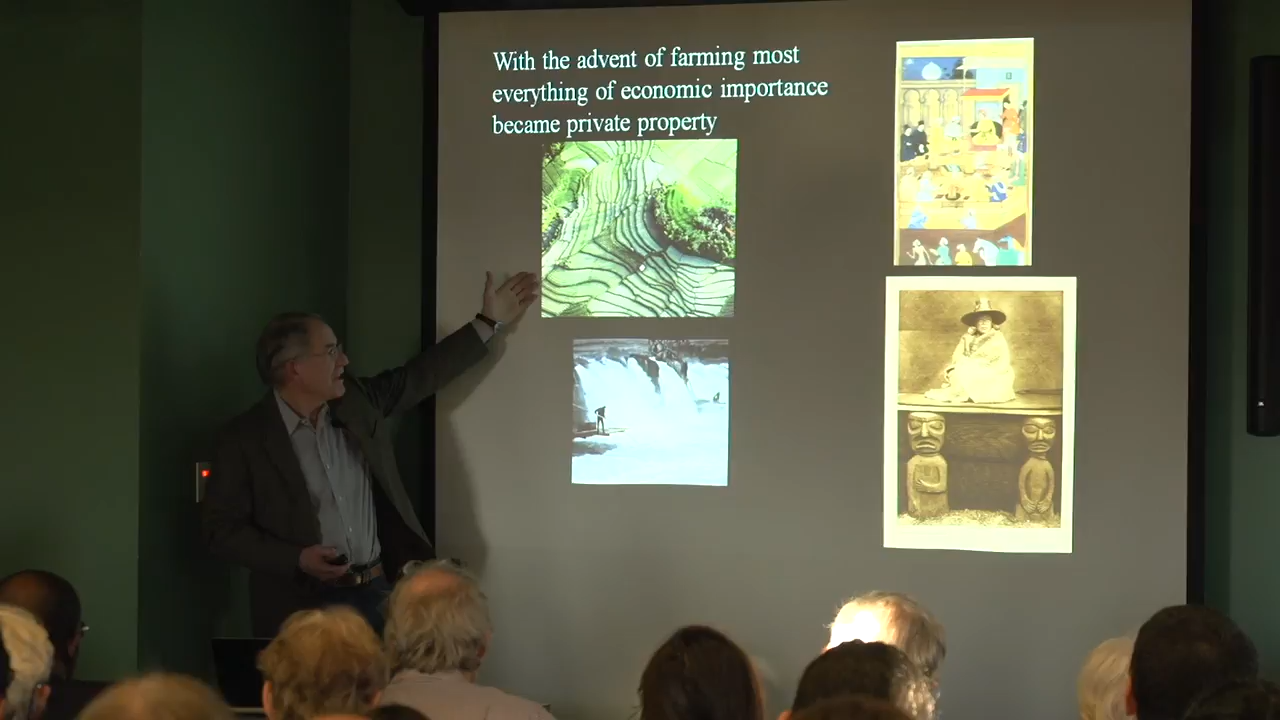 With the advent of farming most
everything of economic importance
became private property